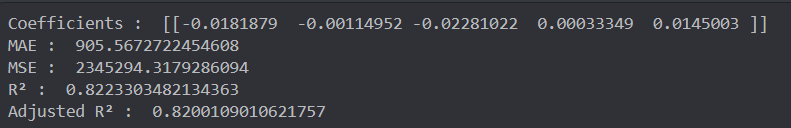 Coefficients :  [[-0.0181879  -0.00114952 -0.02281022  0.00033349  0.0145003 ]]
MAE :  905.5672722454608
MSE :  2345294.3179286094
R² :  0.8223303482134363
Adjusted R² :  0.8200109010621757